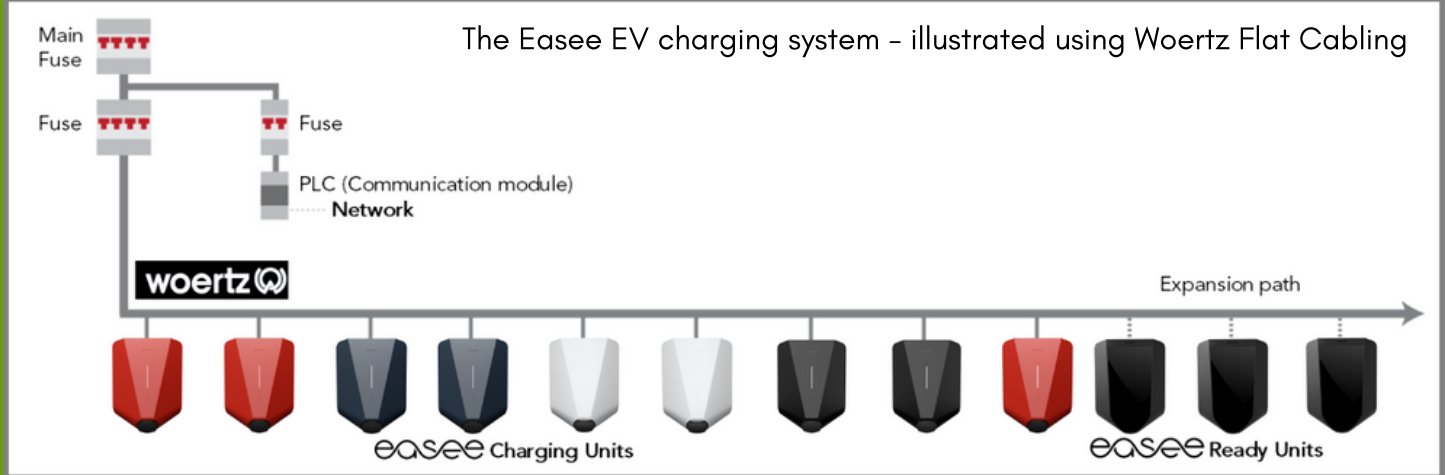 The Easee EV charging system - illustrated using Woertz Flat Cabling
Main
Fuse
Fuse
Fuse
PLC (Communication module)
Network
woertz
Expansion path
easee Charging Units
easee Ready Units